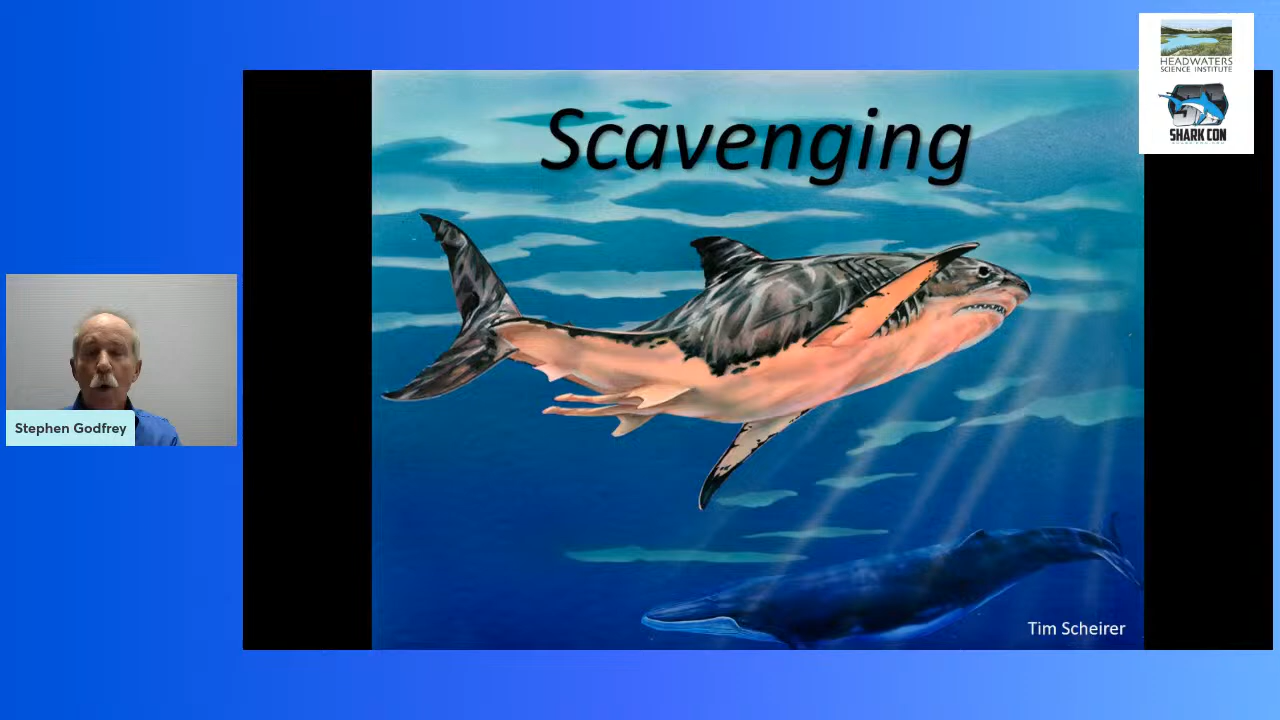 HEADWATERS
SCIENCE INSTITUTE
SHARK CON
Scavenging
Stephen Godfrey
Tim Scheirer